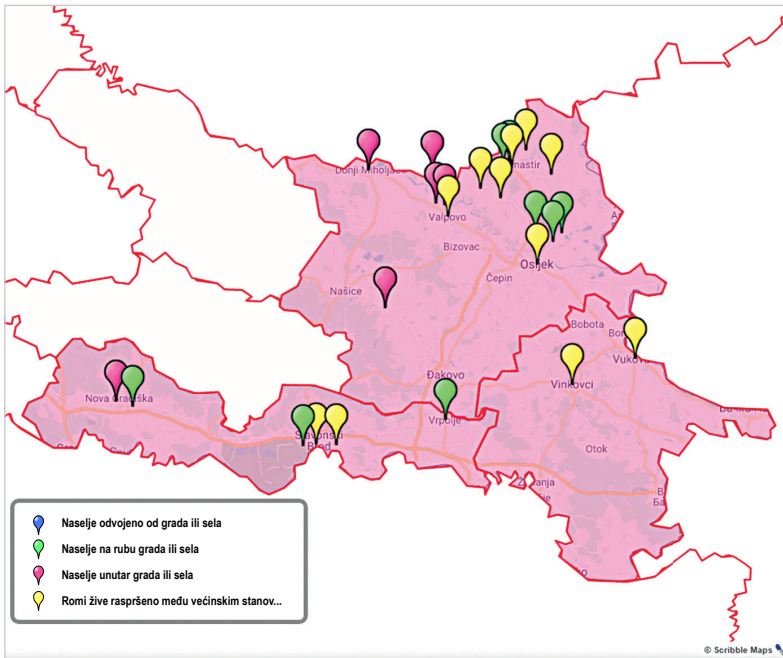 Donji Miholjac
nastir
Valpovo
Bizovac
Osijek
Čepin
Našice
Bobota
Vukova
Đakovo
Vinkovci
Nova Gradiška
Vrpolje
Slavonski
Brod
Otok
Naselje odvojeno od grada ili sela
Naselje na rubu grada ili sela
Naselje unutar grada ili sela
Romi žive raspršeno među većinskim stanov...
© Scribble Maps